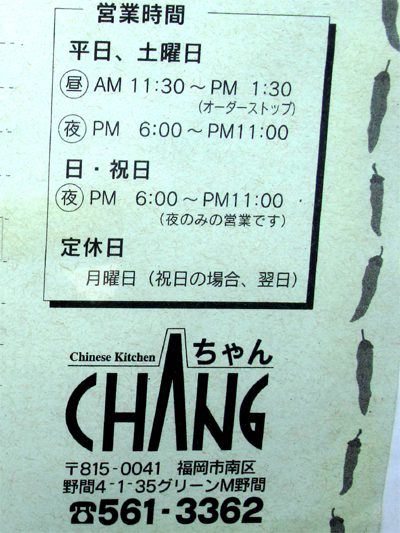 営業時間
平日、土曜日
昼 AM 11:30～PM 1:30
(オーダーストップ)
夜 PM 6:00～PM11:00
日・祝日
夜 PM 6:00～PM11:00
(夜のみの営業です)
定休日
月曜日(祝日の場合、翌日)
Chinese Kitchen ちゃん
CHANG
〒815-0041 福岡市南区
野間4-1-35グリーンM野間
☎561-3362